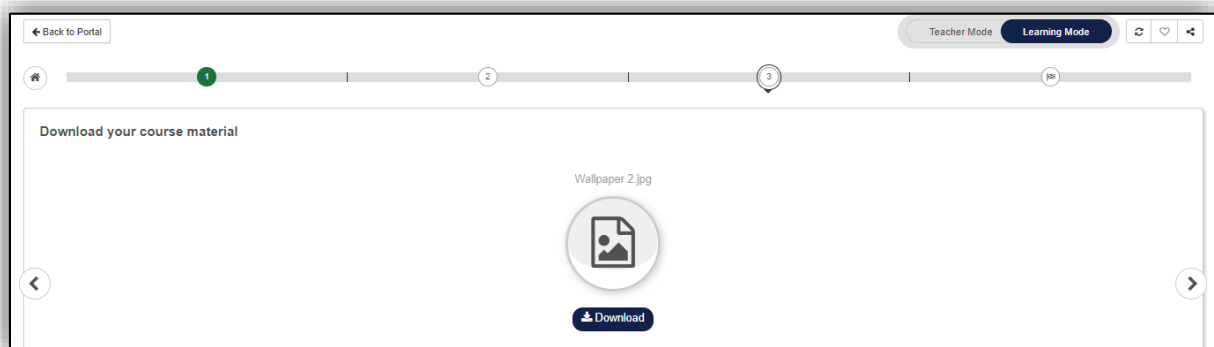 Back to Portal
Teacher Mode Learning Mode
1 2 3
Download your course material
Wallpaper 2.jpg
Download